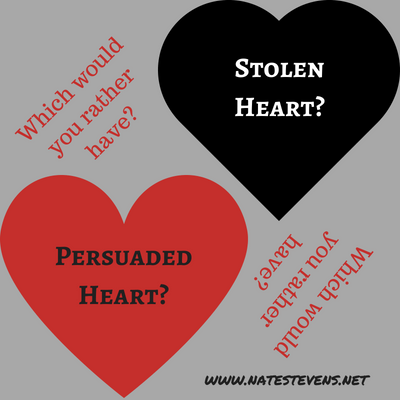 Which would
you rather
have?
Stolen
Heart?
Persuaded
Heart?
Which would
you rather
have?
www.natestevens.net